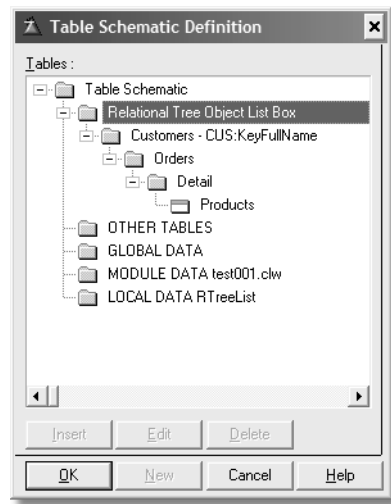 Table Schematic Definition
Tables :
Table Schematic
Relational Tree Object List Box
Customers - CUS:KeyFullName
Orders
Detail
Products
OTHER TABLES
GLOBAL DATA
MODULE DATA test001.clw
LOCAL DATA RTreeList
Insert Edit Delete
OK New Cancel Help